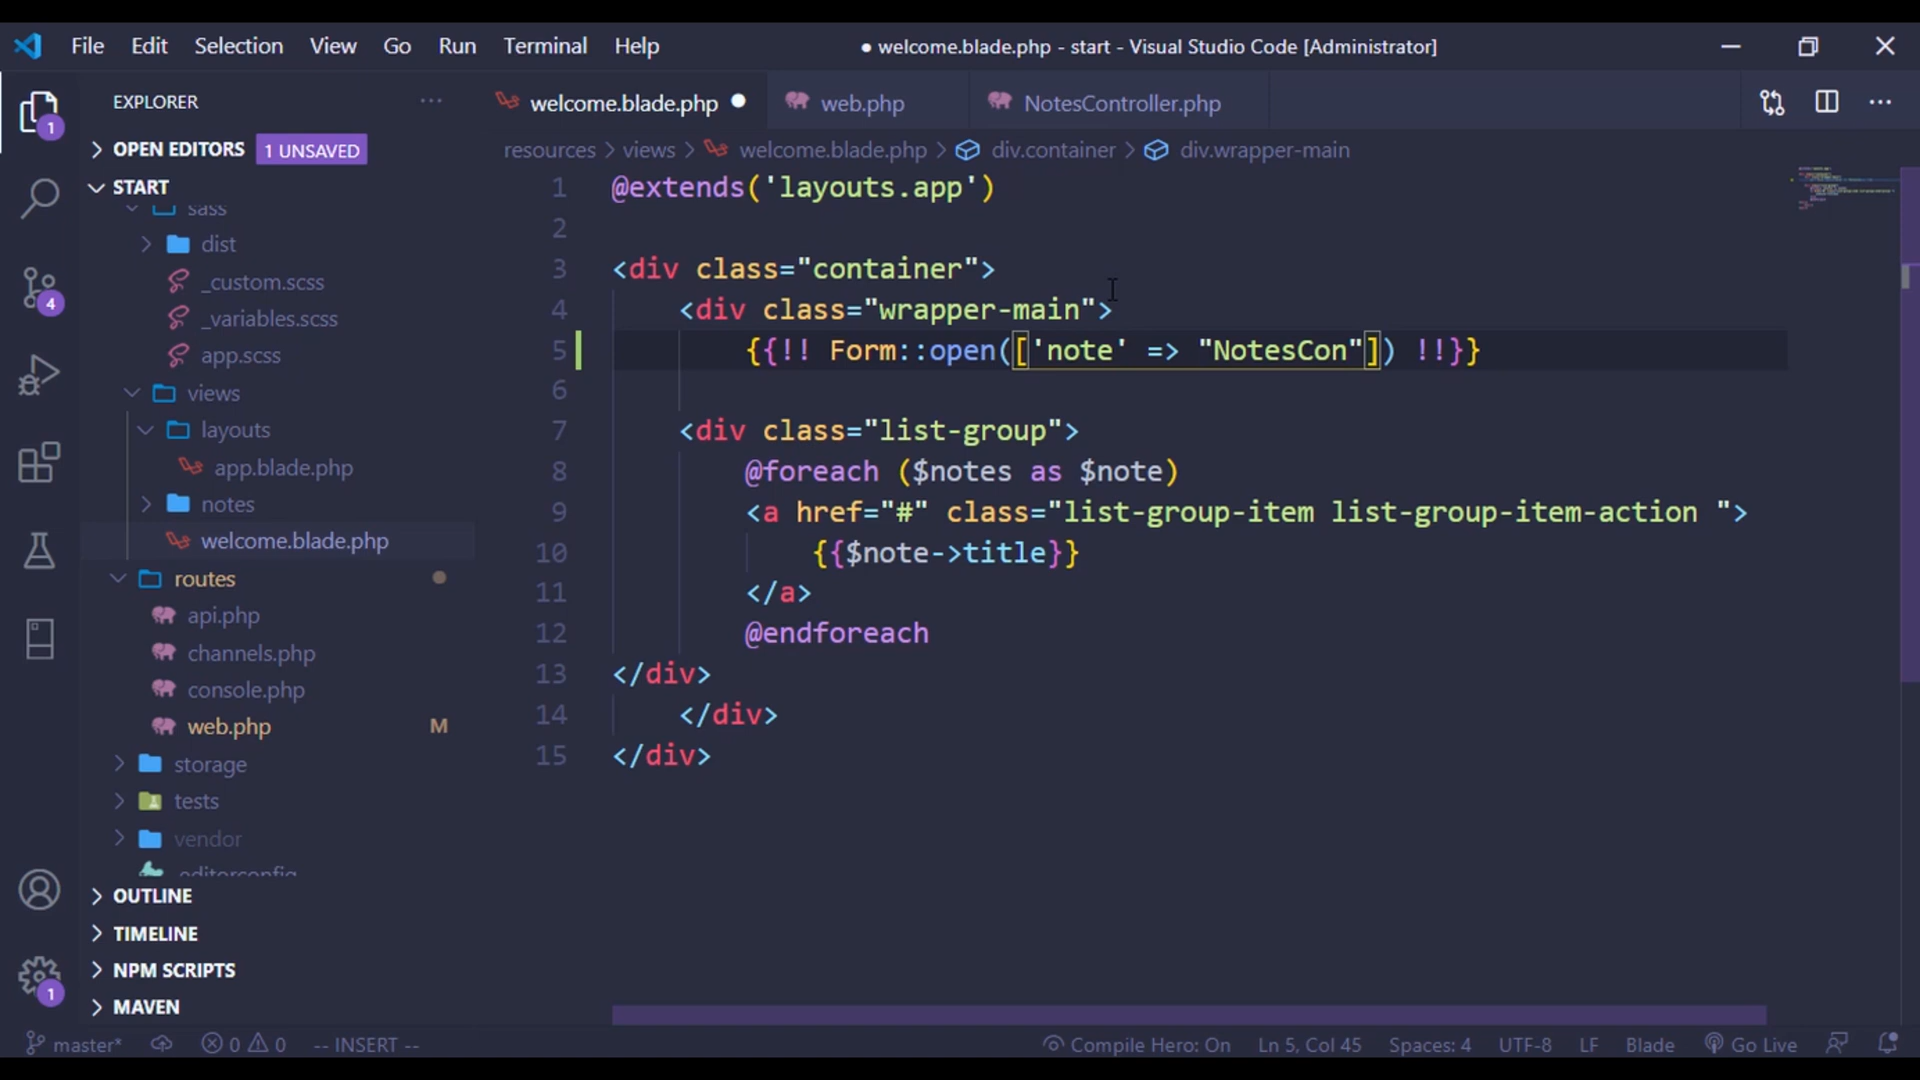 File Edit Selection View Go Run Terminal Help
● welcome.blade.php - start - Visual Studio Code [Administrator]
EXPLORER ···
welcome.blade.php ●
web.php
NotesController.php
1
OPEN EDITORS 1 UNSAVED
resources > views > welcome.blade.php > div.container > div.wrapper-main
START
sass
dist
_custom.scss
_variables.scss
app.scss
views
layouts
app.blade.php
notes
welcome.blade.php
routes
api.php
channels.php
console.php
web.php M
storage
tests
vendor
.editorconfig
OUTLINE
TIMELINE
NPM SCRIPTS
MAVEN
4
1
1 @extends('layouts.app')
2
3 <div class="container">
4 <div class="wrapper-main">
5 {{!! Form::open(['note' => "NotesCon"]) !!}}
6
7 <div class="list-group">
8 @foreach ($notes as $note)
9 <a href="#" class="list-group-item list-group-item-action ">
10 {{$note->title}}
11 </a>
12 @endforeach
13 </div>
14 </div>
15 </div>
master* 0 0 -- INSERT --
Compile Hero: On Ln 5, Col 45 Spaces: 4 UTF-8 LF Blade Go Live